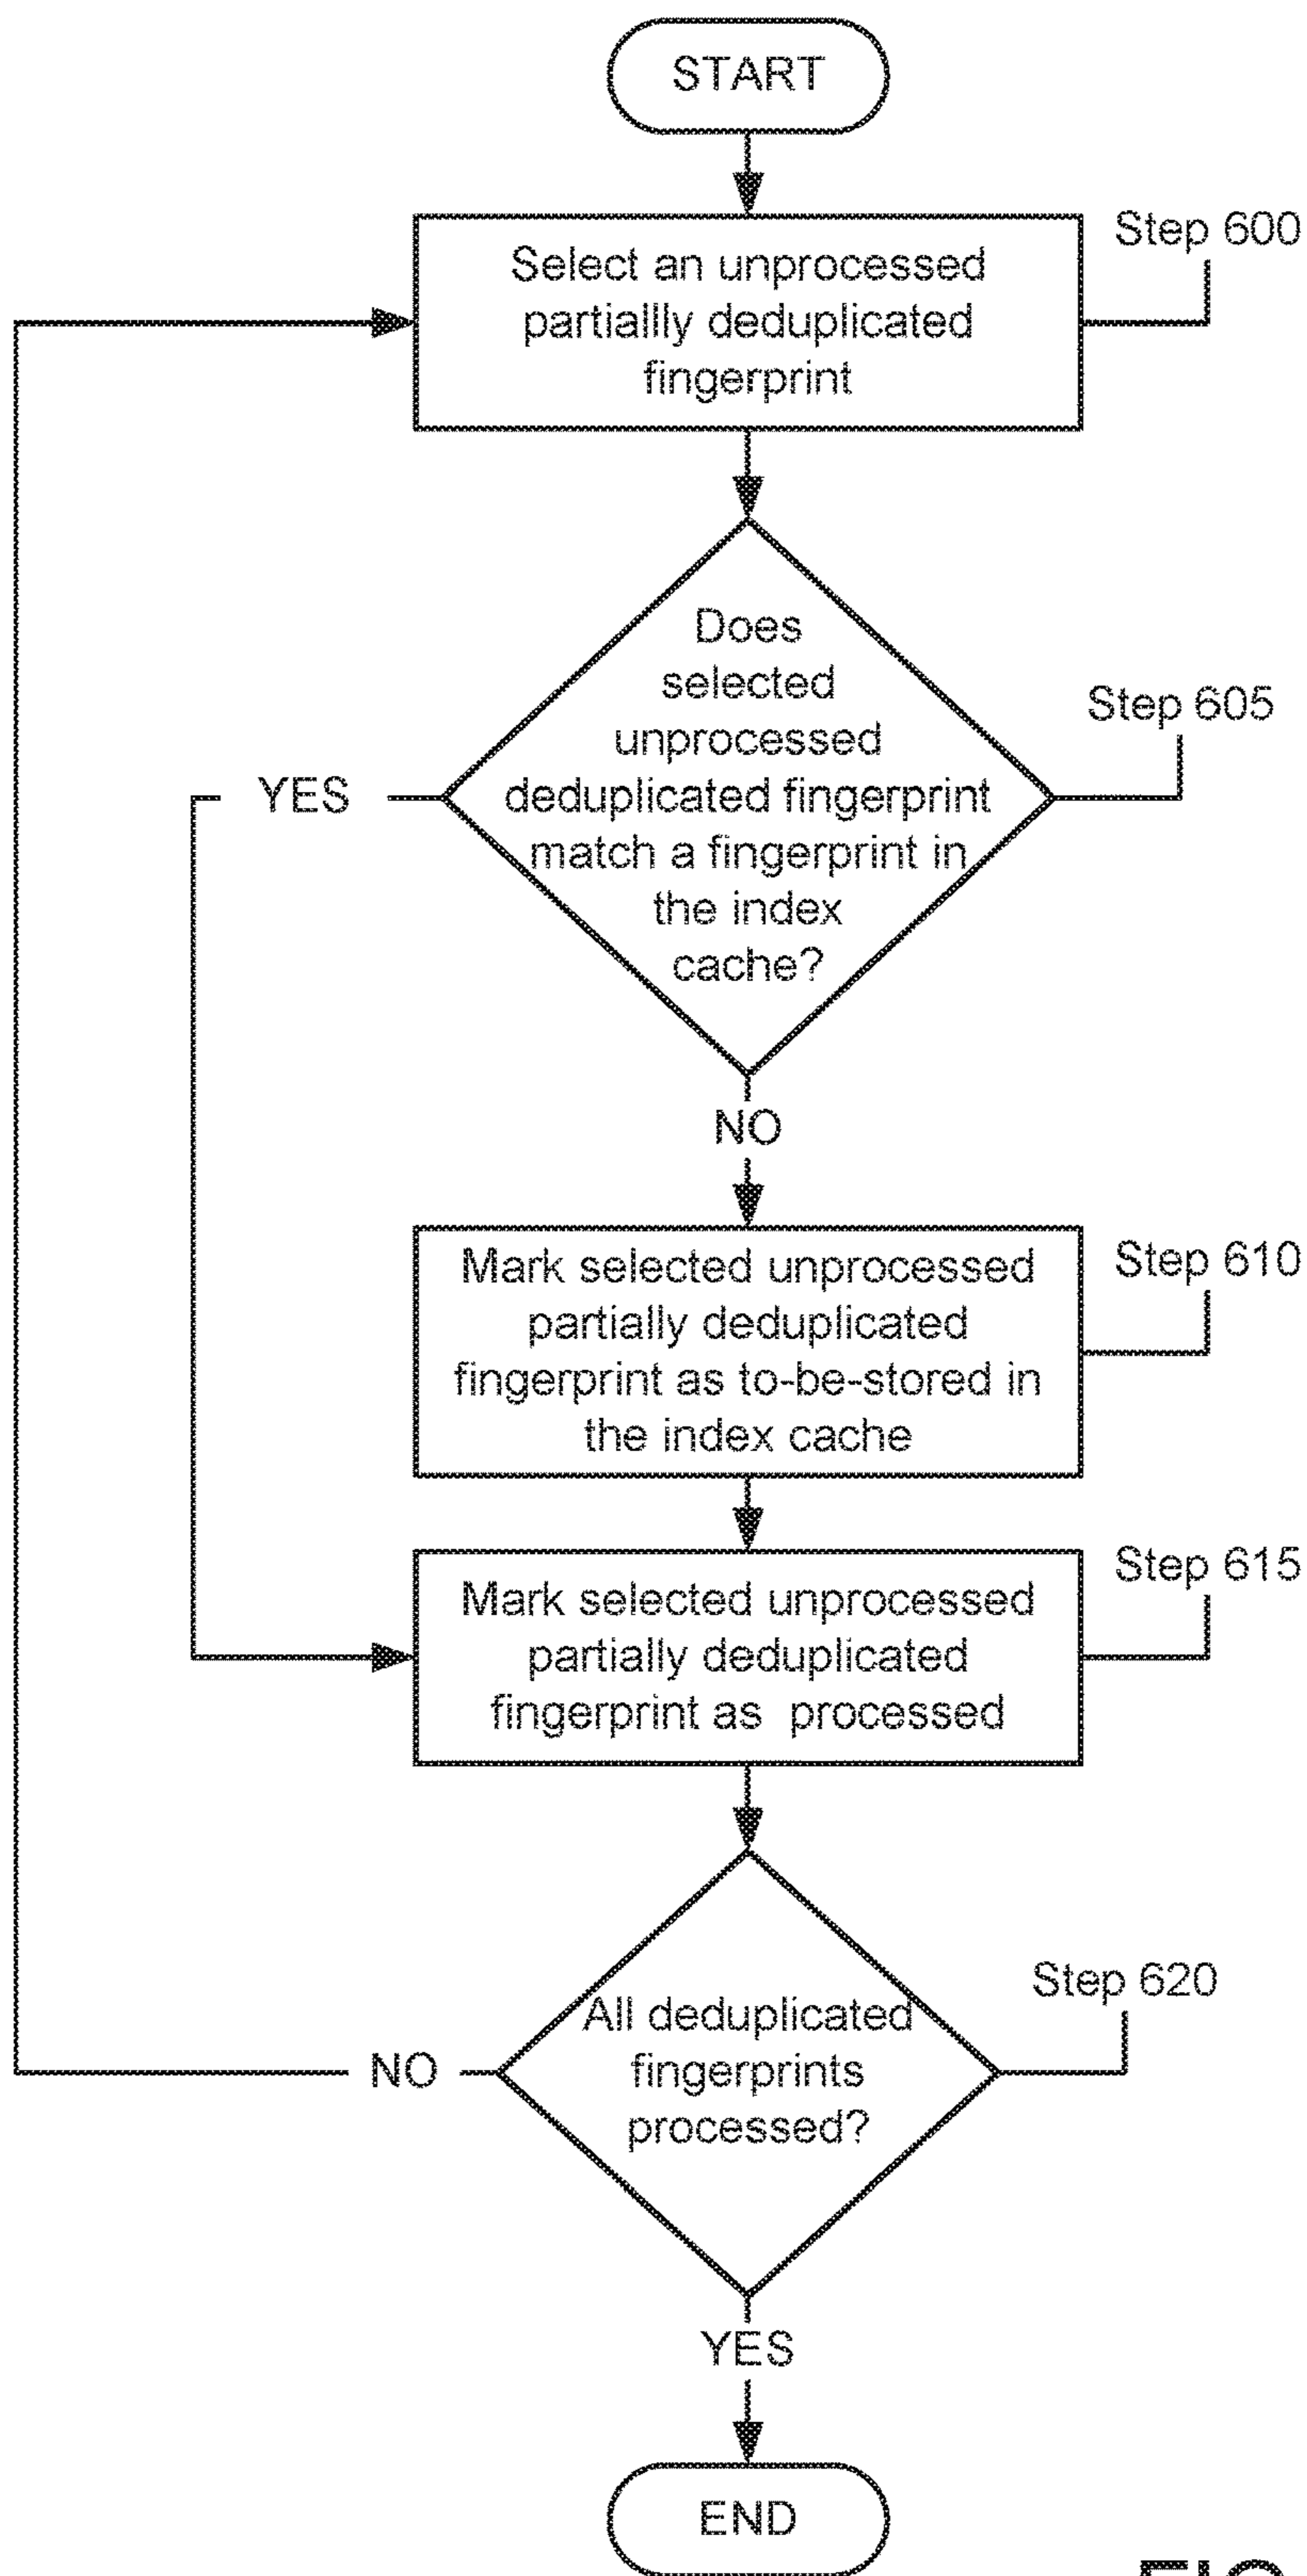 START
Step 600
Select an unprocessed
partiallly deduplicated
fingerprint
Does
selected
unprocessed
deduplicated fingerprint
match a fingerprint in
the index
cache?
Step 605
YES
NO
Mark selected unprocessed
partially deduplicated
fingerprint as to-be-stored in
the index cache
Step 610
Mark selected unprocessed
partially deduplicated
fingerprint as  processed
Step 615
All deduplicated
fingerprints
processed?
Step 620
NO
YES
END